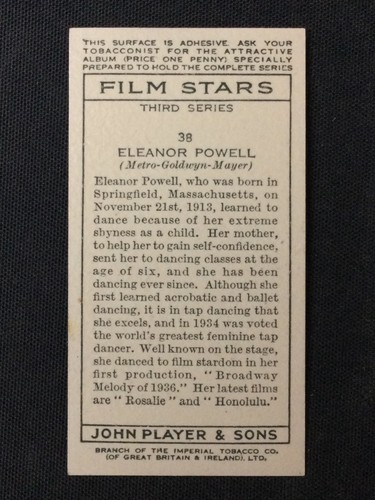 THIS SURFACE IS ADHESIVE. ASK YOUR
TOBACCONIST FOR THE ATTRACTIVE
ALBUM (PRICE ONE PENNY) SPECIALLY
PREPARED TO HOLD THE COMPLETE SERIES
FILM STARS
THIRD SERIES
38
ELEANOR POWELL
(Metro-Goldwyn-Mayer)
Eleanor Powell, who was born in
Springfield, Massachusetts, on
November 21st, 1913, learned to
dance because of her extreme
shyness as a child. Her mother,
to help her to gain self-confidence,
sent her to dancing classes at the
age of six, and she has been
dancing ever since. Although she
first learned acrobatic and ballet
dancing, it is in tap dancing that
she excels, and in 1934 was voted
the world's greatest feminine tap
dancer. Well known on the stage,
she danced to film stardom in her
first production, "Broadway
Melody of 1936." Her latest films
are "Rosalie" and "Honolulu."
JOHN PLAYER & SONS
BRANCH OF THE IMPERIAL TOBACCO CO.
(OF GREAT BRITAIN & IRELAND), LTD.